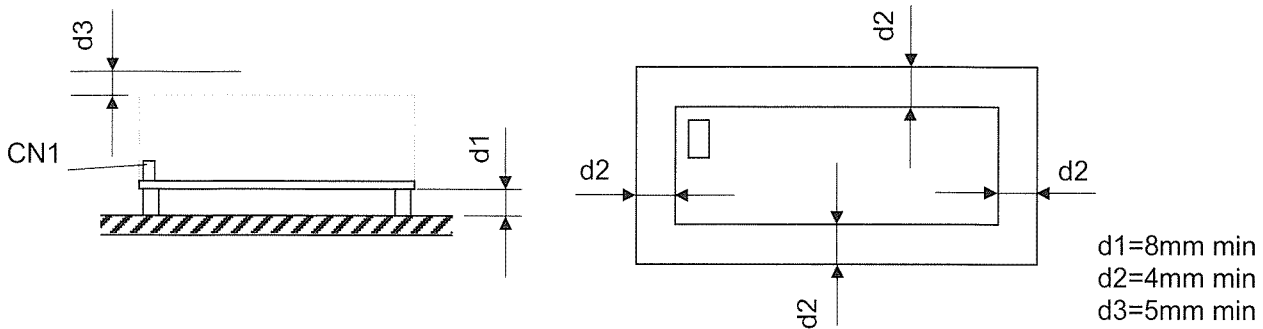 d3
CN1
d1
d2
d2
d2
d2
d1=8mm min
d2=4mm min
d3=5mm min